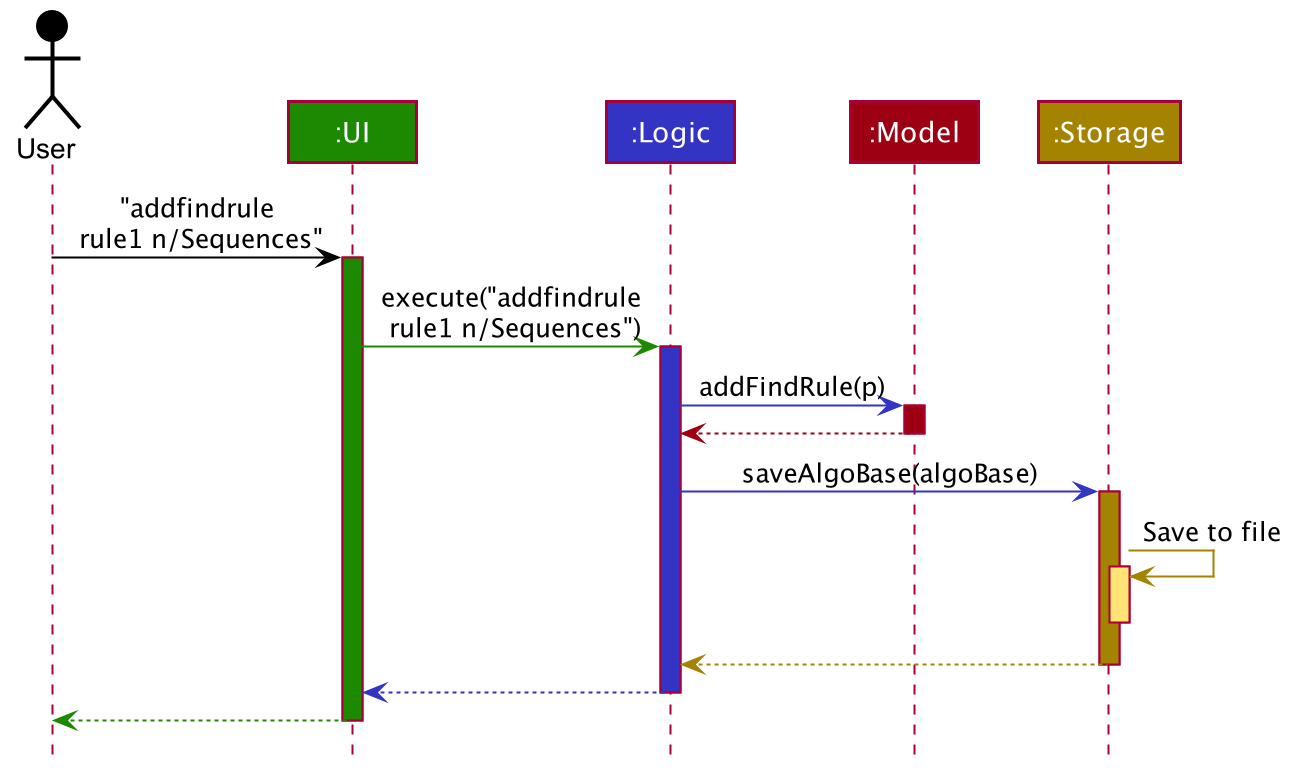 User
:UI
:Logic
:Model
:Storage
"addfindrule
rule1 n/Sequences"
execute("addfindrule
rule1 n/Sequences")
addFindRule(p)
saveAlgoBase(algoBase)
Save to file